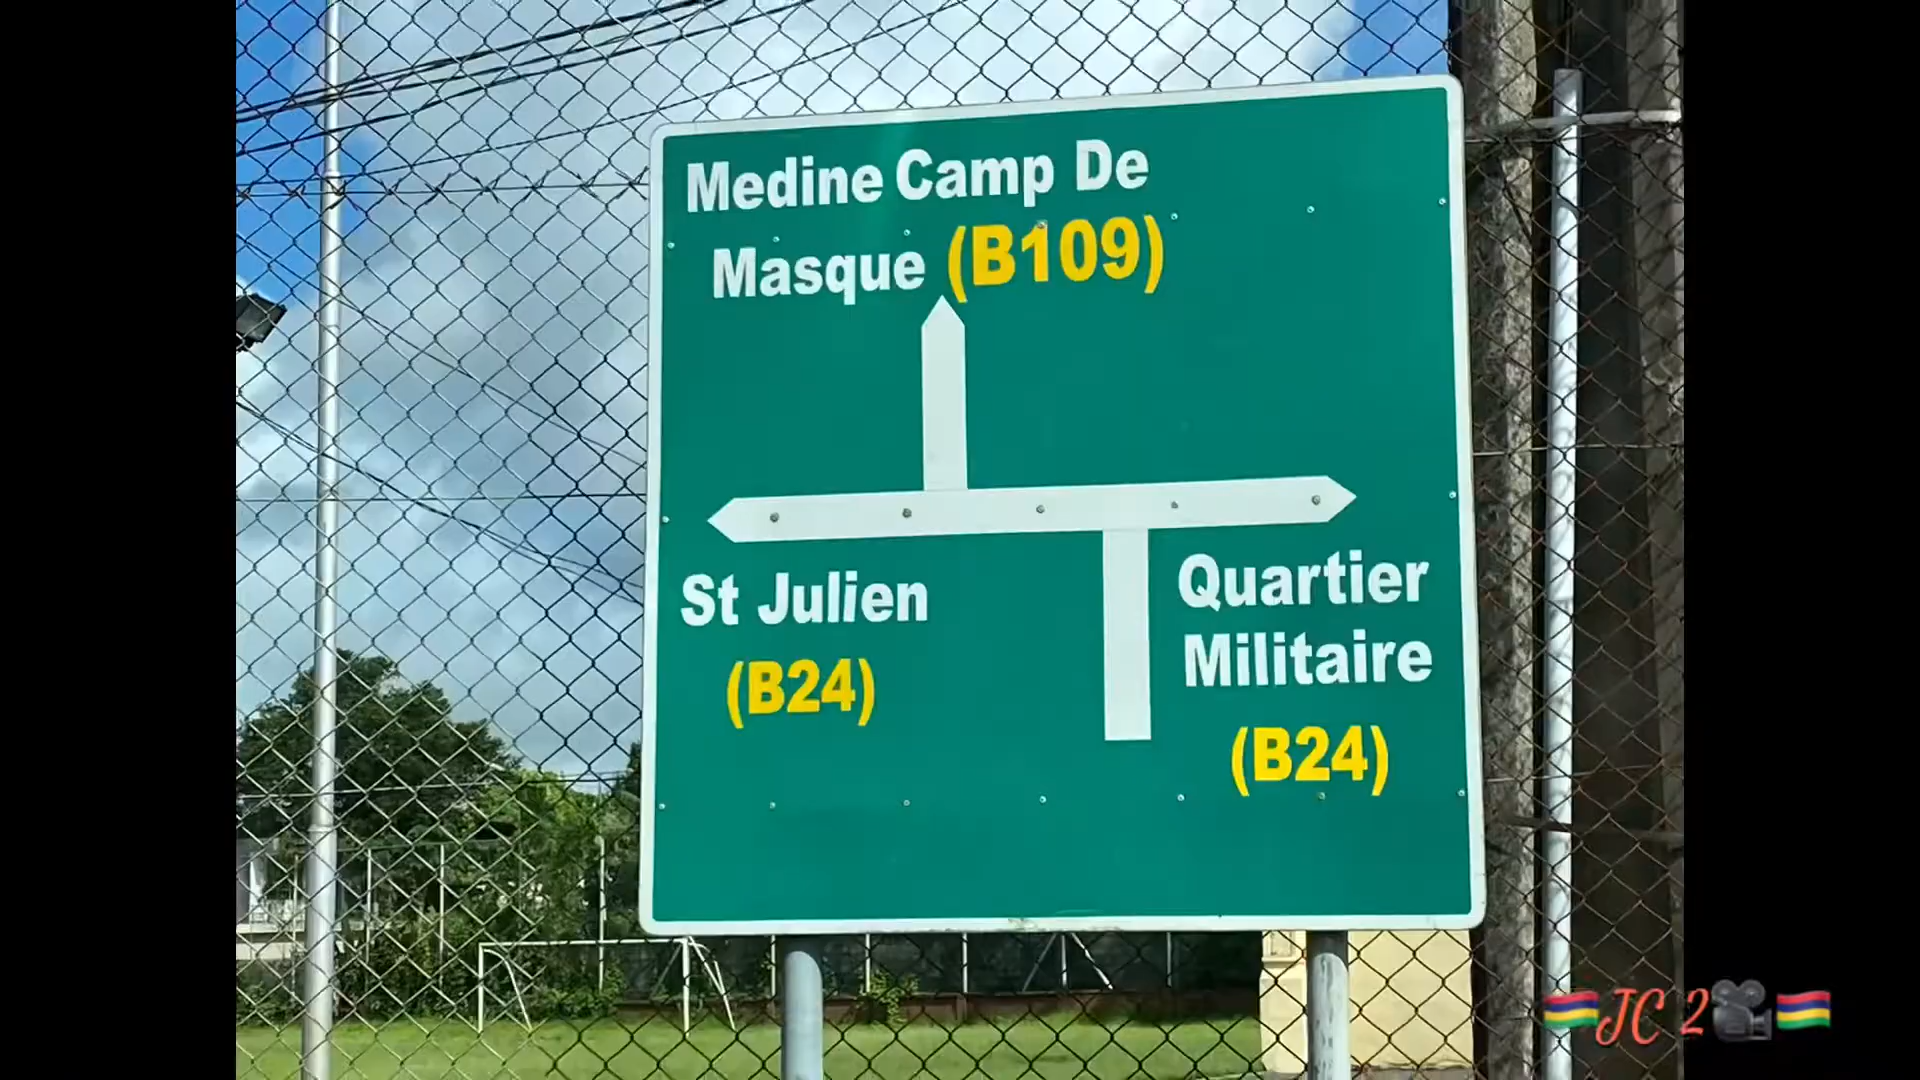 Medine Camp De
Masque (B109)
St Julien
(B24)
Quartier
Militaire
(B24)
JC 2